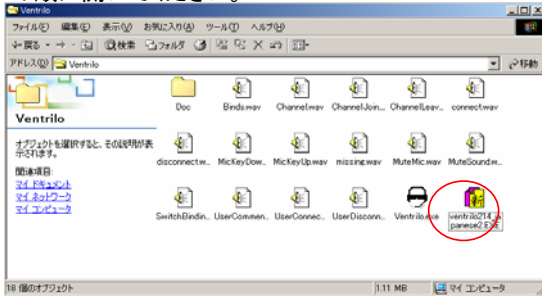 Ventrilo
ファイル(F) 編集(E) 表示(V) お気に入り(A) ツール(T) ヘルプ(H)
戻る 検索 フォルダ
アドレス(D) Ventrilo 移動
Ventrilo
オブジェクトを選択すると、その説明が表
示されます。
関連項目:
マイ ドキュメント
マイ ネットワーク
マイ コンピュータ
Doc Binds.wav Channel.wav ChannelJoin... ChannelLeav... connect.wav
disconnect.w... MicKeyDow... MicKeyUp.wav missing.wav MuteMic.wav MuteSound.w...
SwitchBindin... UserCommen... UserConnec... UserDisconn... Ventrilo.exe ventrilo214_ja
panese2.EXE
18 個のオブジェクト 1.11 MB マイ コンピュータ